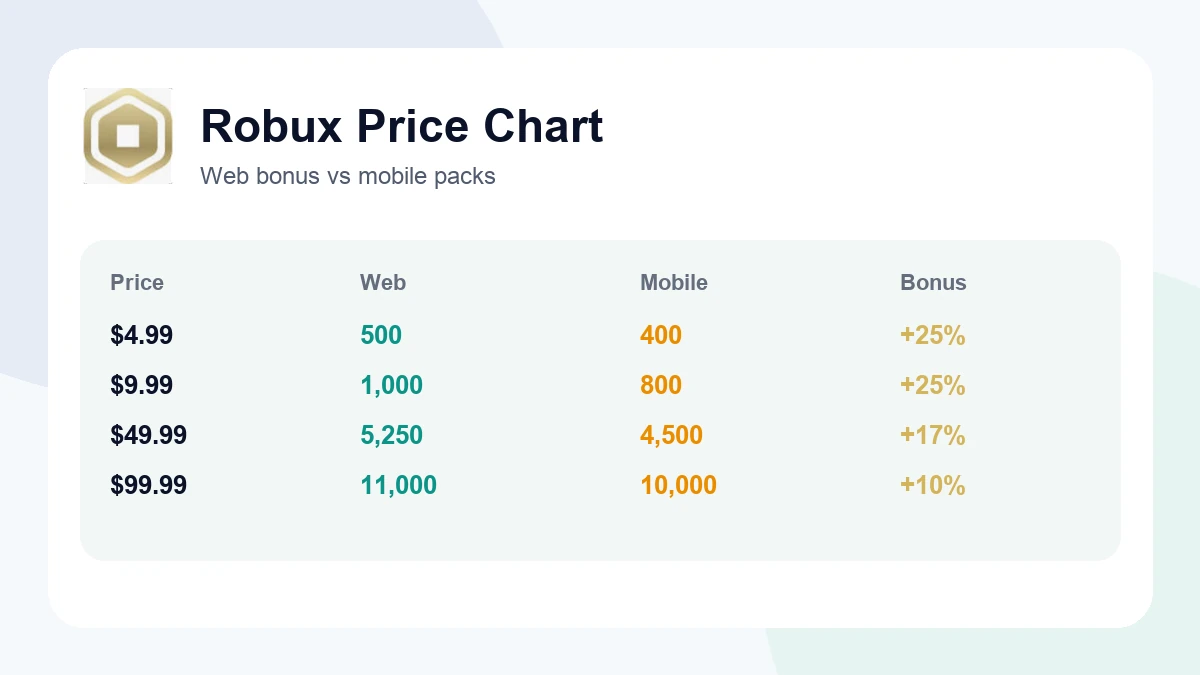 Robux Price Chart
Web bonus vs mobile packs
Price Web Mobile Bonus
$4.99 500 400 +25%
$9.99 1,000 800 +25%
$49.99 5,250 4,500 +17%
$99.99 11,000 10,000 +10%